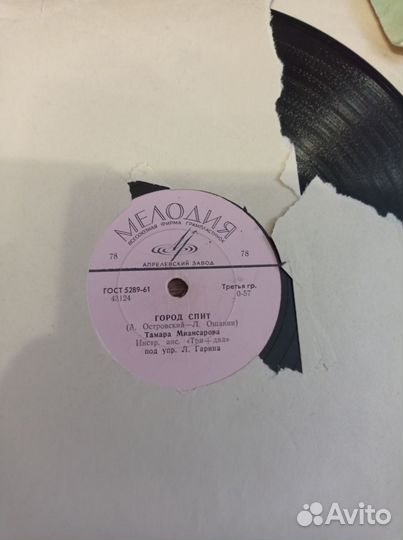 МЕЛОДИЯ
ВСЕСОЮЗНАЯ ФИРМА ГРАМПЛАСТИНОК
78 78
АПРЕЛЕВСКИЙ ЗАВОД
ГОСТ 5289-61 Третья гр.
43124 0-57
ГОРОД СПИТ
(А. Островский—Л. Ошанин)
Тамара Миансарова
Инстр. анс. «Три+два»
под упр. Л. Гарина
Avito